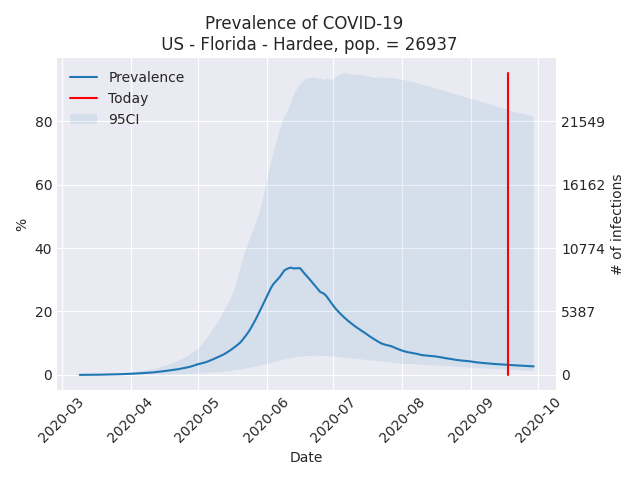 Prevalence of COVID-19
US - Florida - Hardee, pop. = 26937
Prevalence
Today
95CI
%
80
60
40
20
0
21549
16162
10774
5387
0
# of infections
2020-03
2020-04
2020-05
2020-06
2020-07
2020-08
2020-09
2020-10
Date